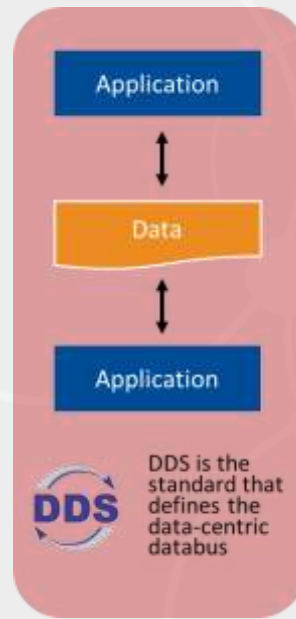 Application
Data
Application
DDS
DDS is the
standard that
defines the
data-centric
databus